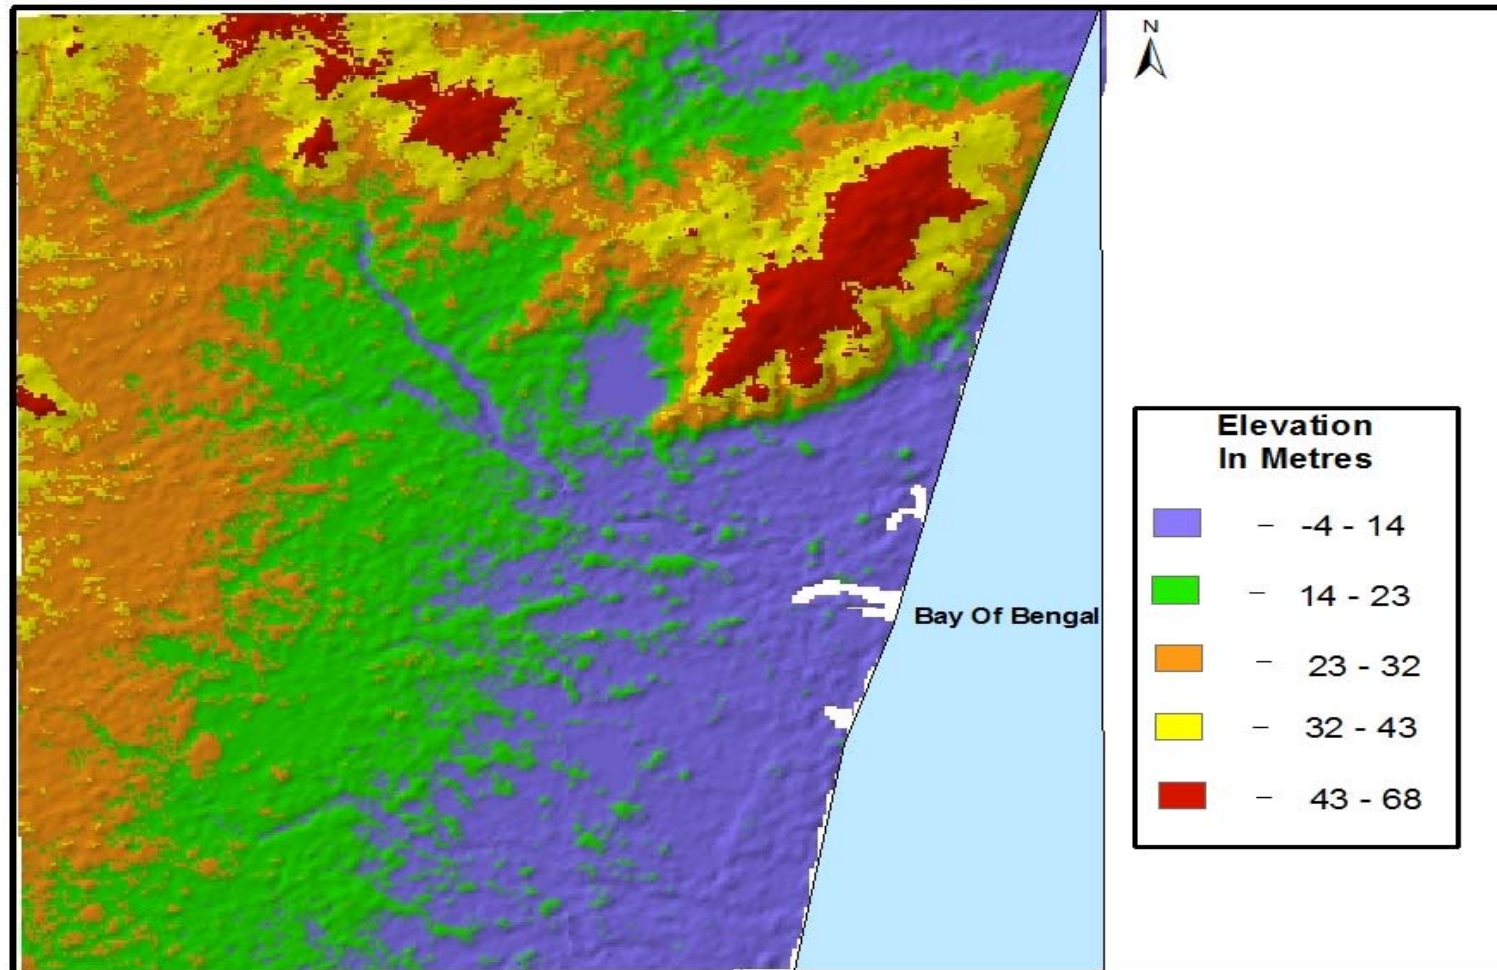 N
Elevation
In Metres
– -4 - 14
– 14 - 23
Bay Of Bengal
– 23 - 32
– 32 - 43
– 43 - 68